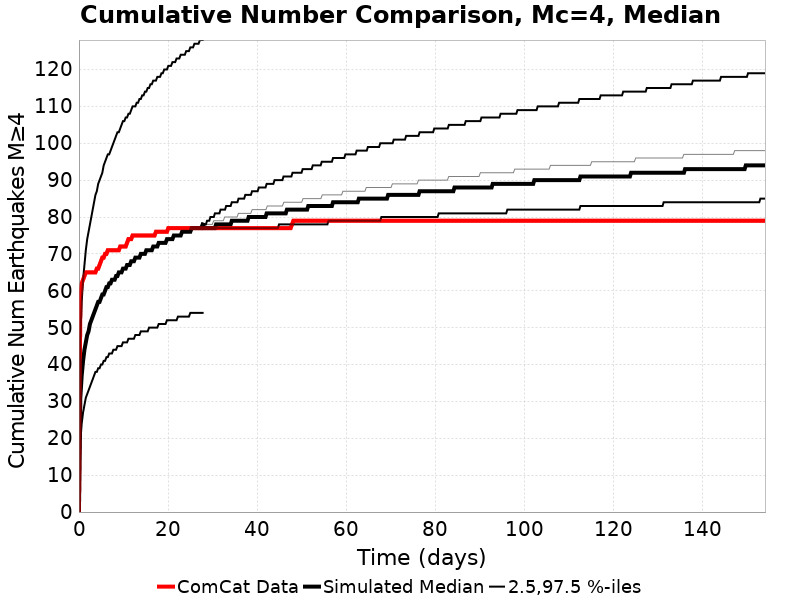 Cumulative Number Comparison, Mc=4, Median
Cumulative Num Earthquakes M≥4
120
110
100
90
80
70
60
50
40
30
20
10
0
0 20 40 60 80 100 120 140
Time (days)
ComCat Data Simulated Median 2.5,97.5 %-iles